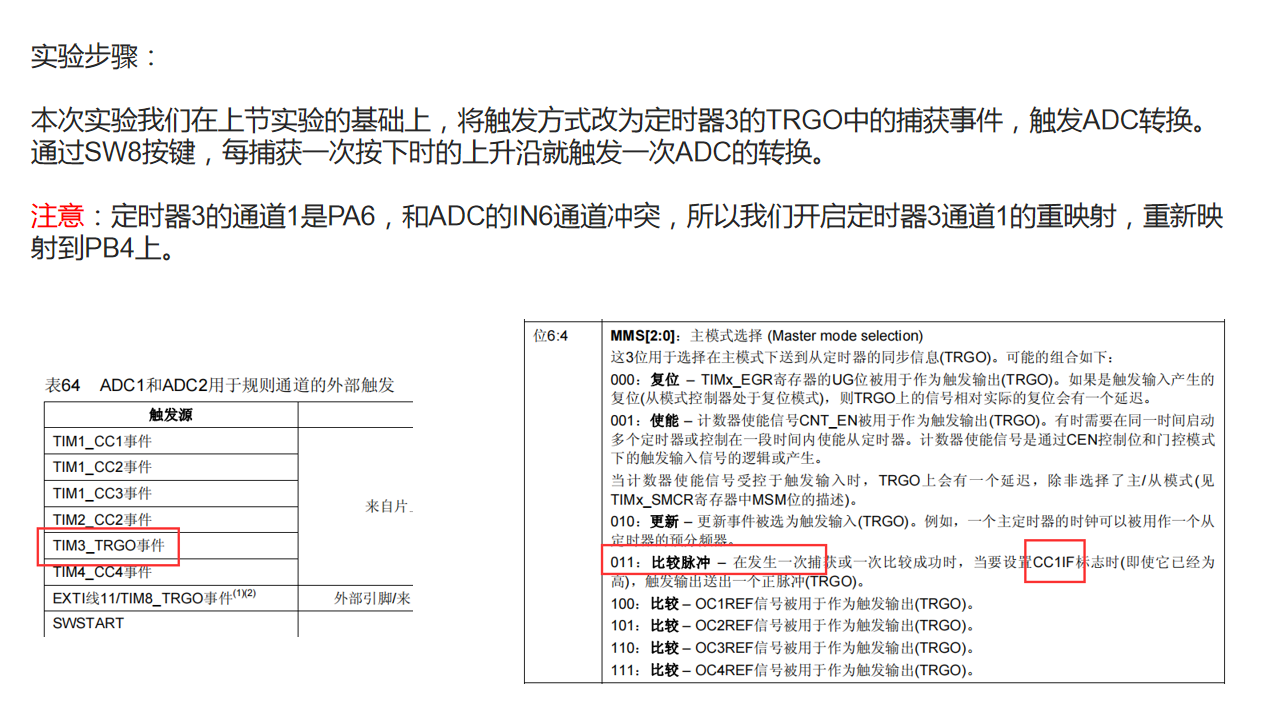 实验步骤：
本次实验我们在上节实验的基础上，将触发方式改为定时器3的TRGO中的捕获事件，触发ADC转换。
通过SW8按键，每捕获一次按下时的上升沿就触发一次ADC的转换。
注意：定时器3的通道1是PA6，和ADC的IN6通道冲突，所以我们开启定时器3通道1的重映射，重新映
射到PB4上。
表64 ADC1和ADC2用于规则通道的外部触发
触发源
TIM1_CC1事件
TIM1_CC2事件
TIM1_CC3事件
TIM2_CC2事件
来自片
TIM3_TRGO事件
TIM4_CC4事件
EXTI线11/TIM8_TRGO事件(1)(2)
外部引脚/来
SWSTART
位6:4
MMS[2:0]：主模式选择 (Master mode selection)
这3位用于选择在主模式下送到从定时器的同步信息(TRGO)。可能的组合如下：
000：复位 – TIMx_EGR寄存器的UG位被用于作为触发输出(TRGO)。如果是触发输入产生的
复位(从模式控制器处于复位模式)，则TRGO上的信号相对实际的复位会有一个延迟。
001：使能 – 计数器使能信号CNT_EN被用于作为触发输出(TRGO)。有时需要在同一时间启动
多个定时器或控制在一段时间内使能从定时器。计数器使能信号是通过CEN控制位和门控模式
下的触发输入信号的逻辑或产生。
当计数器使能信号受控于触发输入时，TRGO上会有一个延迟，除非选择了主/从模式(见
TIMx_SMCR寄存器中MSM位的描述)。
010：更新 – 更新事件被选为触发输入(TRGO)。例如，一个主定时器的时钟可以被用作一个从
定时器的预分频器。
011：比较脉冲 – 在发生一次捕获或一次比较成功时，当要设置CC1IF标志时(即使它已经为
高)，触发输出送出一个正脉冲(TRGO)。
100：比较 – OC1REF信号被用于作为触发输出(TRGO)。
101：比较 – OC2REF信号被用于作为触发输出(TRGO)。
110：比较 – OC3REF信号被用于作为触发输出(TRGO)。
111：比较 – OC4REF信号被用于作为触发输出(TRGO)。